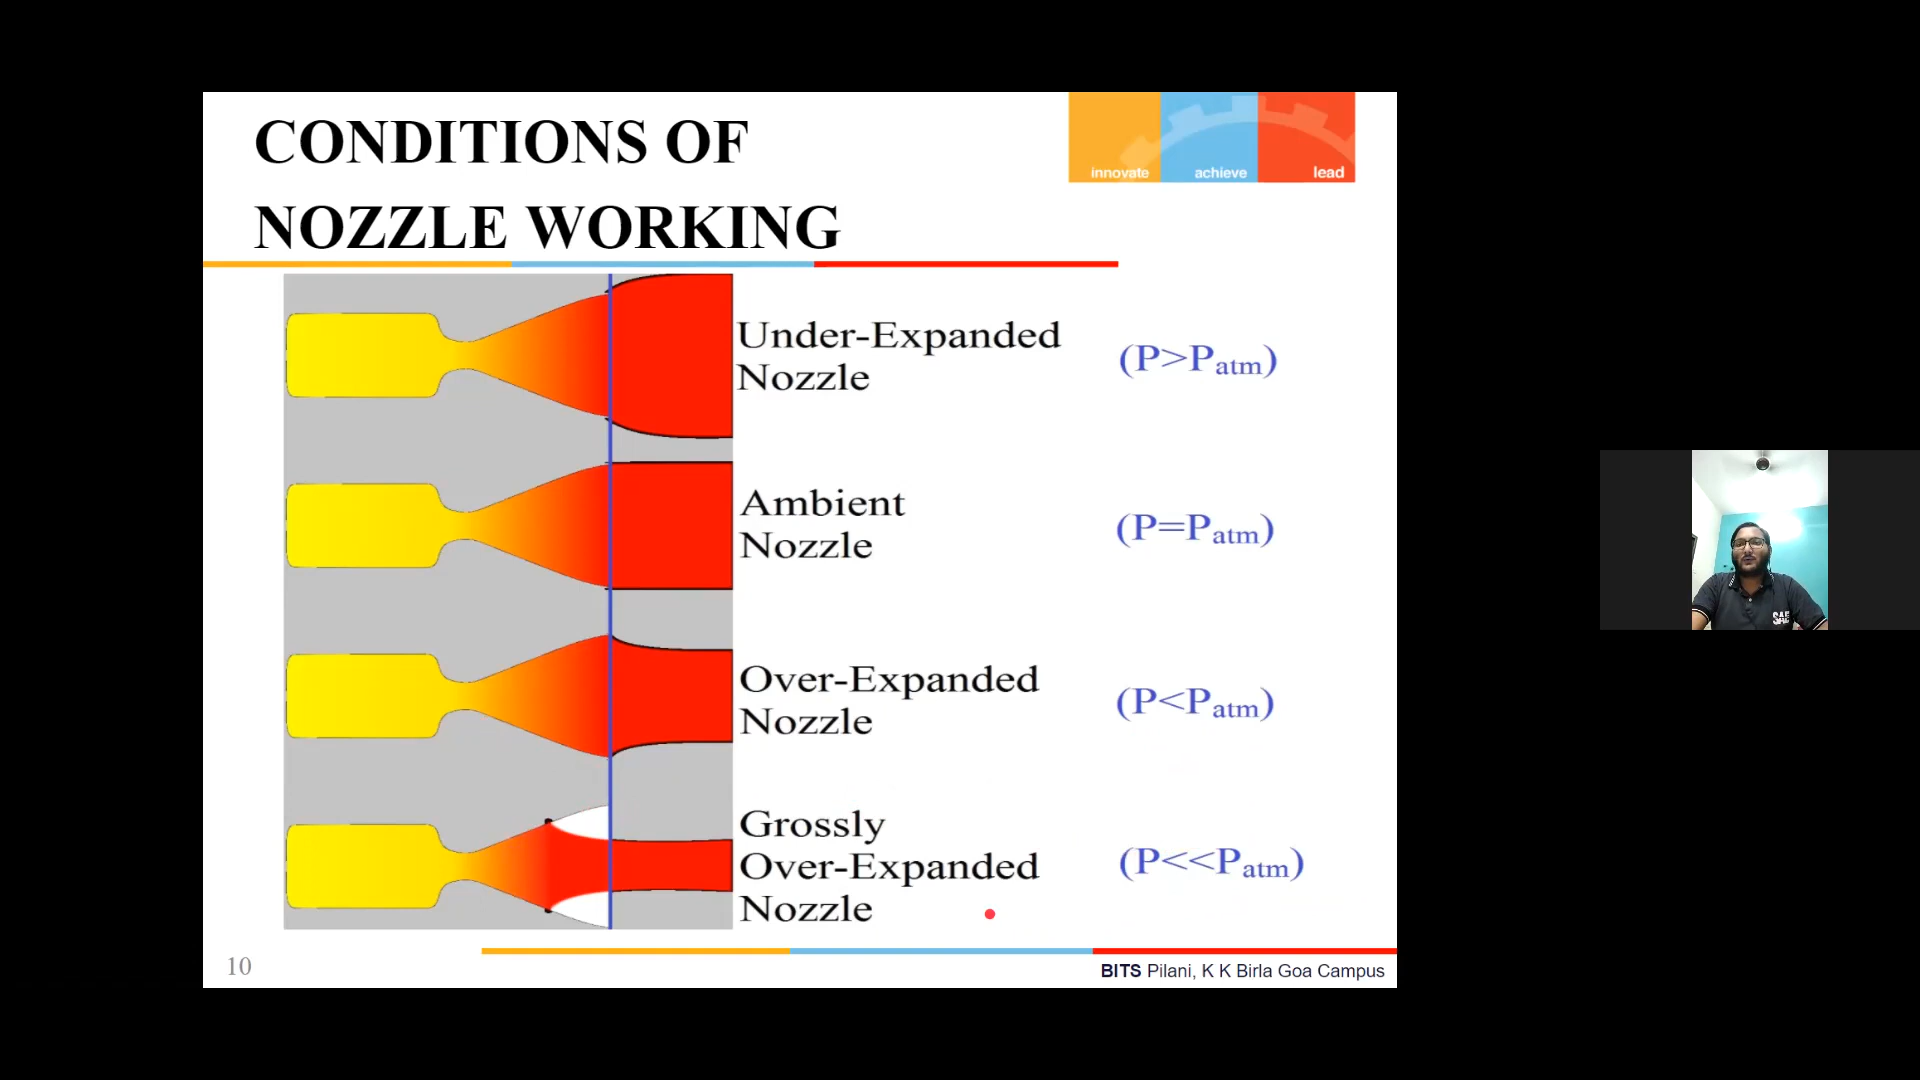 CONDITIONS OF
NOZZLE WORKING
innovate achieve lead
Under-Expanded
Nozzle
(P>Patm)
Ambient
Nozzle
(P=Patm)
Over-Expanded
Nozzle
(P<Patm)
Grossly
Over-Expanded
Nozzle
(P<<Patm)
10
BITS Pilani, K K Birla Goa Campus
SAE